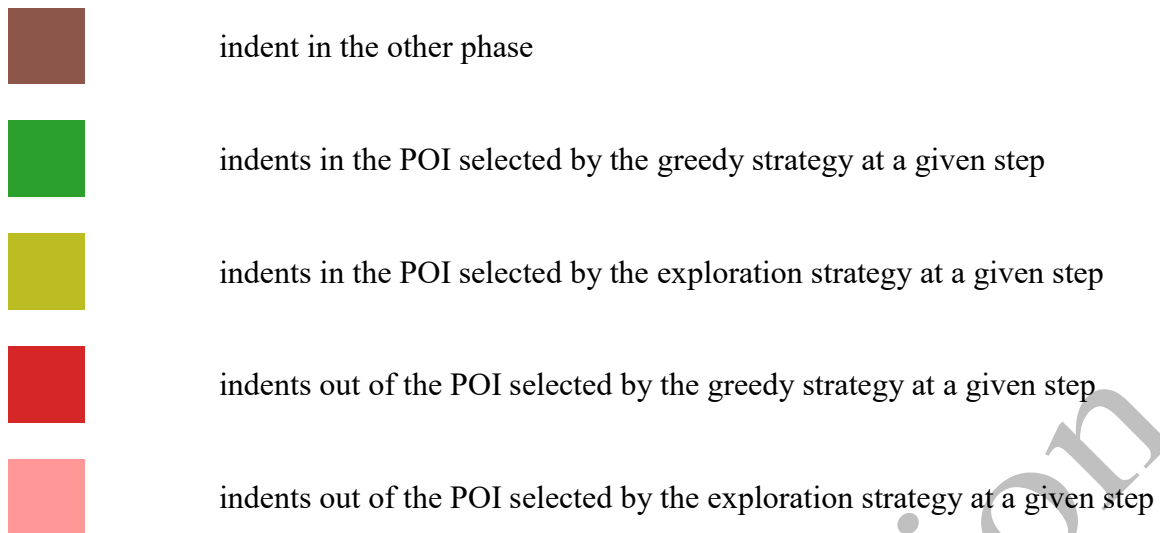 indent in the other phase
indents in the POI selected by the greedy strategy at a given step
indents in the POI selected by the exploration strategy at a given step
indents out of the POI selected by the greedy strategy at a given step
indents out of the POI selected by the exploration strategy at a given step